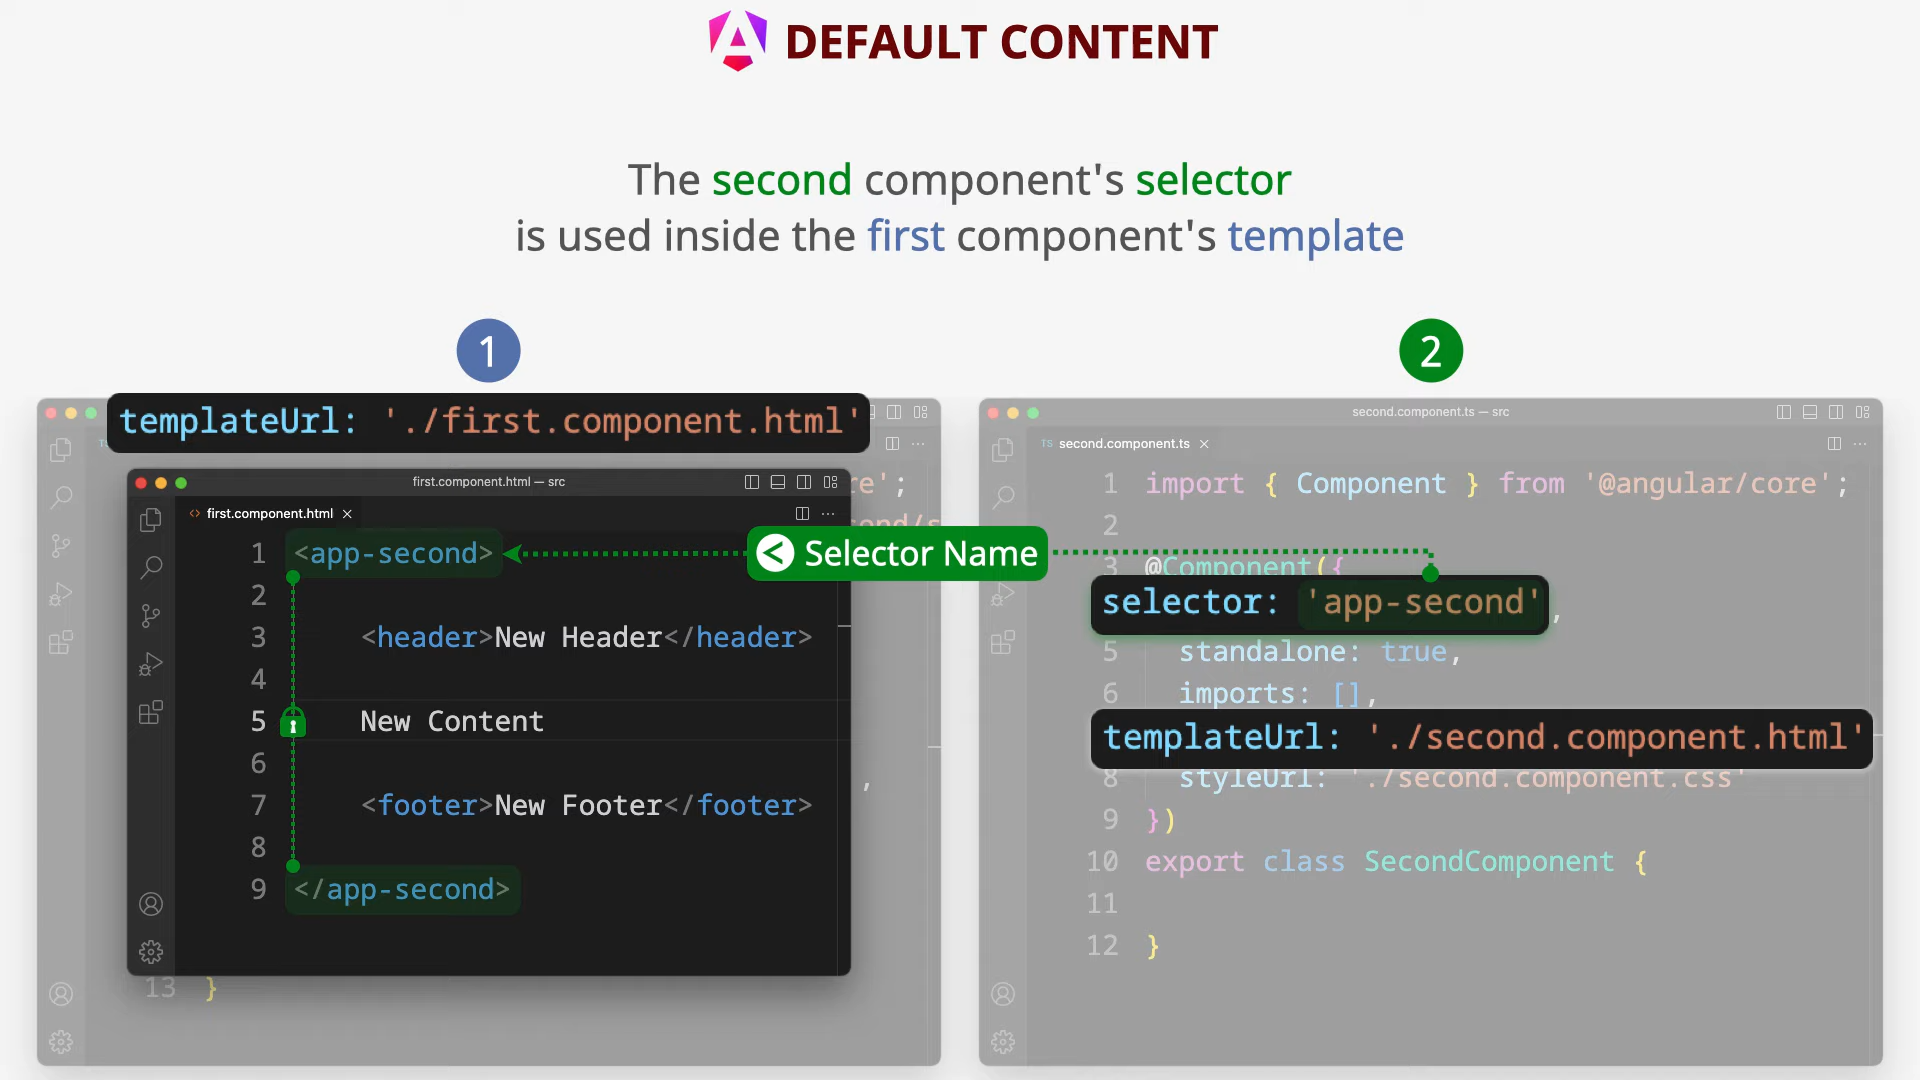 DEFAULT CONTENT
The second component's selector
is used inside the first component's template
1
2
templateUrl: './first.component.html'
first.component.html — src
first.component.html
1 <app-second>
2
3 <header>New Header</header>
4
5 New Content
6
7 <footer>New Footer</footer>
8
9 </app-second>
13 }
re';
,
Selector Name
second.component.ts — src
TS second.component.ts
1 import { Component } from '@angular/core';
2
3 @Component({
selector: 'app-second',
5 standalone: true,
6 imports: [],
templateUrl: './second.component.html'
8 styleUrl: './second.component.css'
9 })
10 export class SecondComponent {
11
12 }